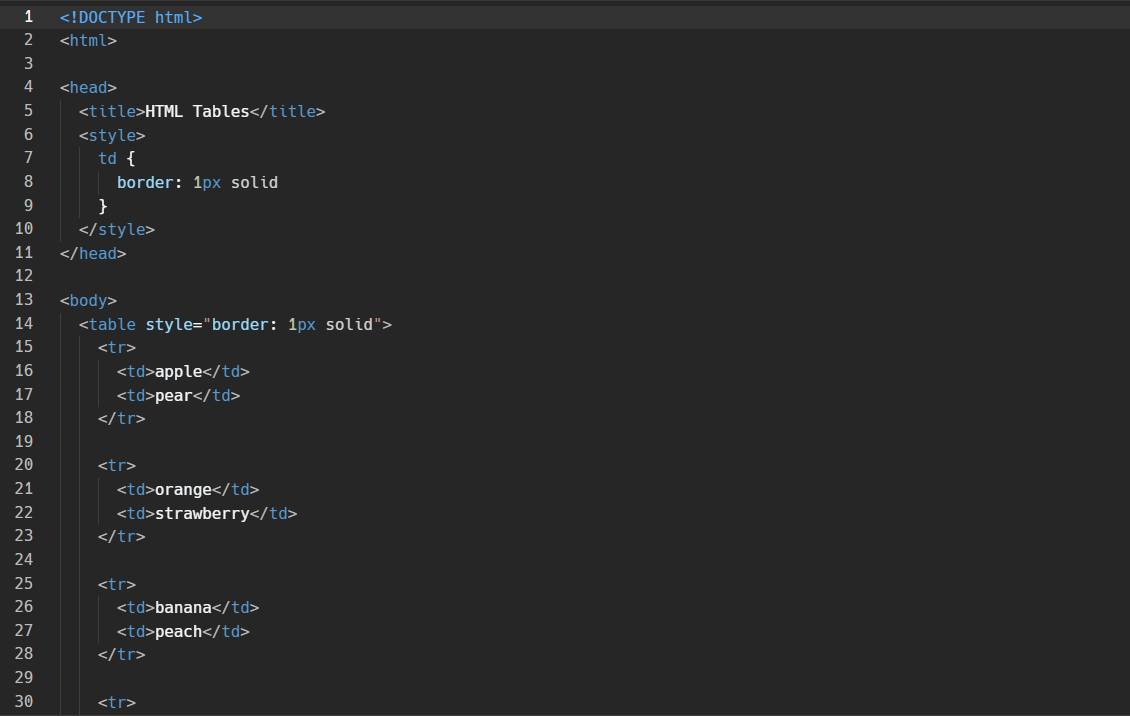 1 <!DOCTYPE html>
2 <html>
3
4 <head>
5   <title>HTML Tables</title>
6   <style>
7     td {
8       border: 1px solid
9     }
10   </style>
11 </head>
12
13 <body>
14   <table style="border: 1px solid">
15     <tr>
16       <td>apple</td>
17       <td>pear</td>
18     </tr>
19
20     <tr>
21       <td>orange</td>
22       <td>strawberry</td>
23     </tr>
24
25     <tr>
26       <td>banana</td>
27       <td>peach</td>
28     </tr>
29
30     <tr>